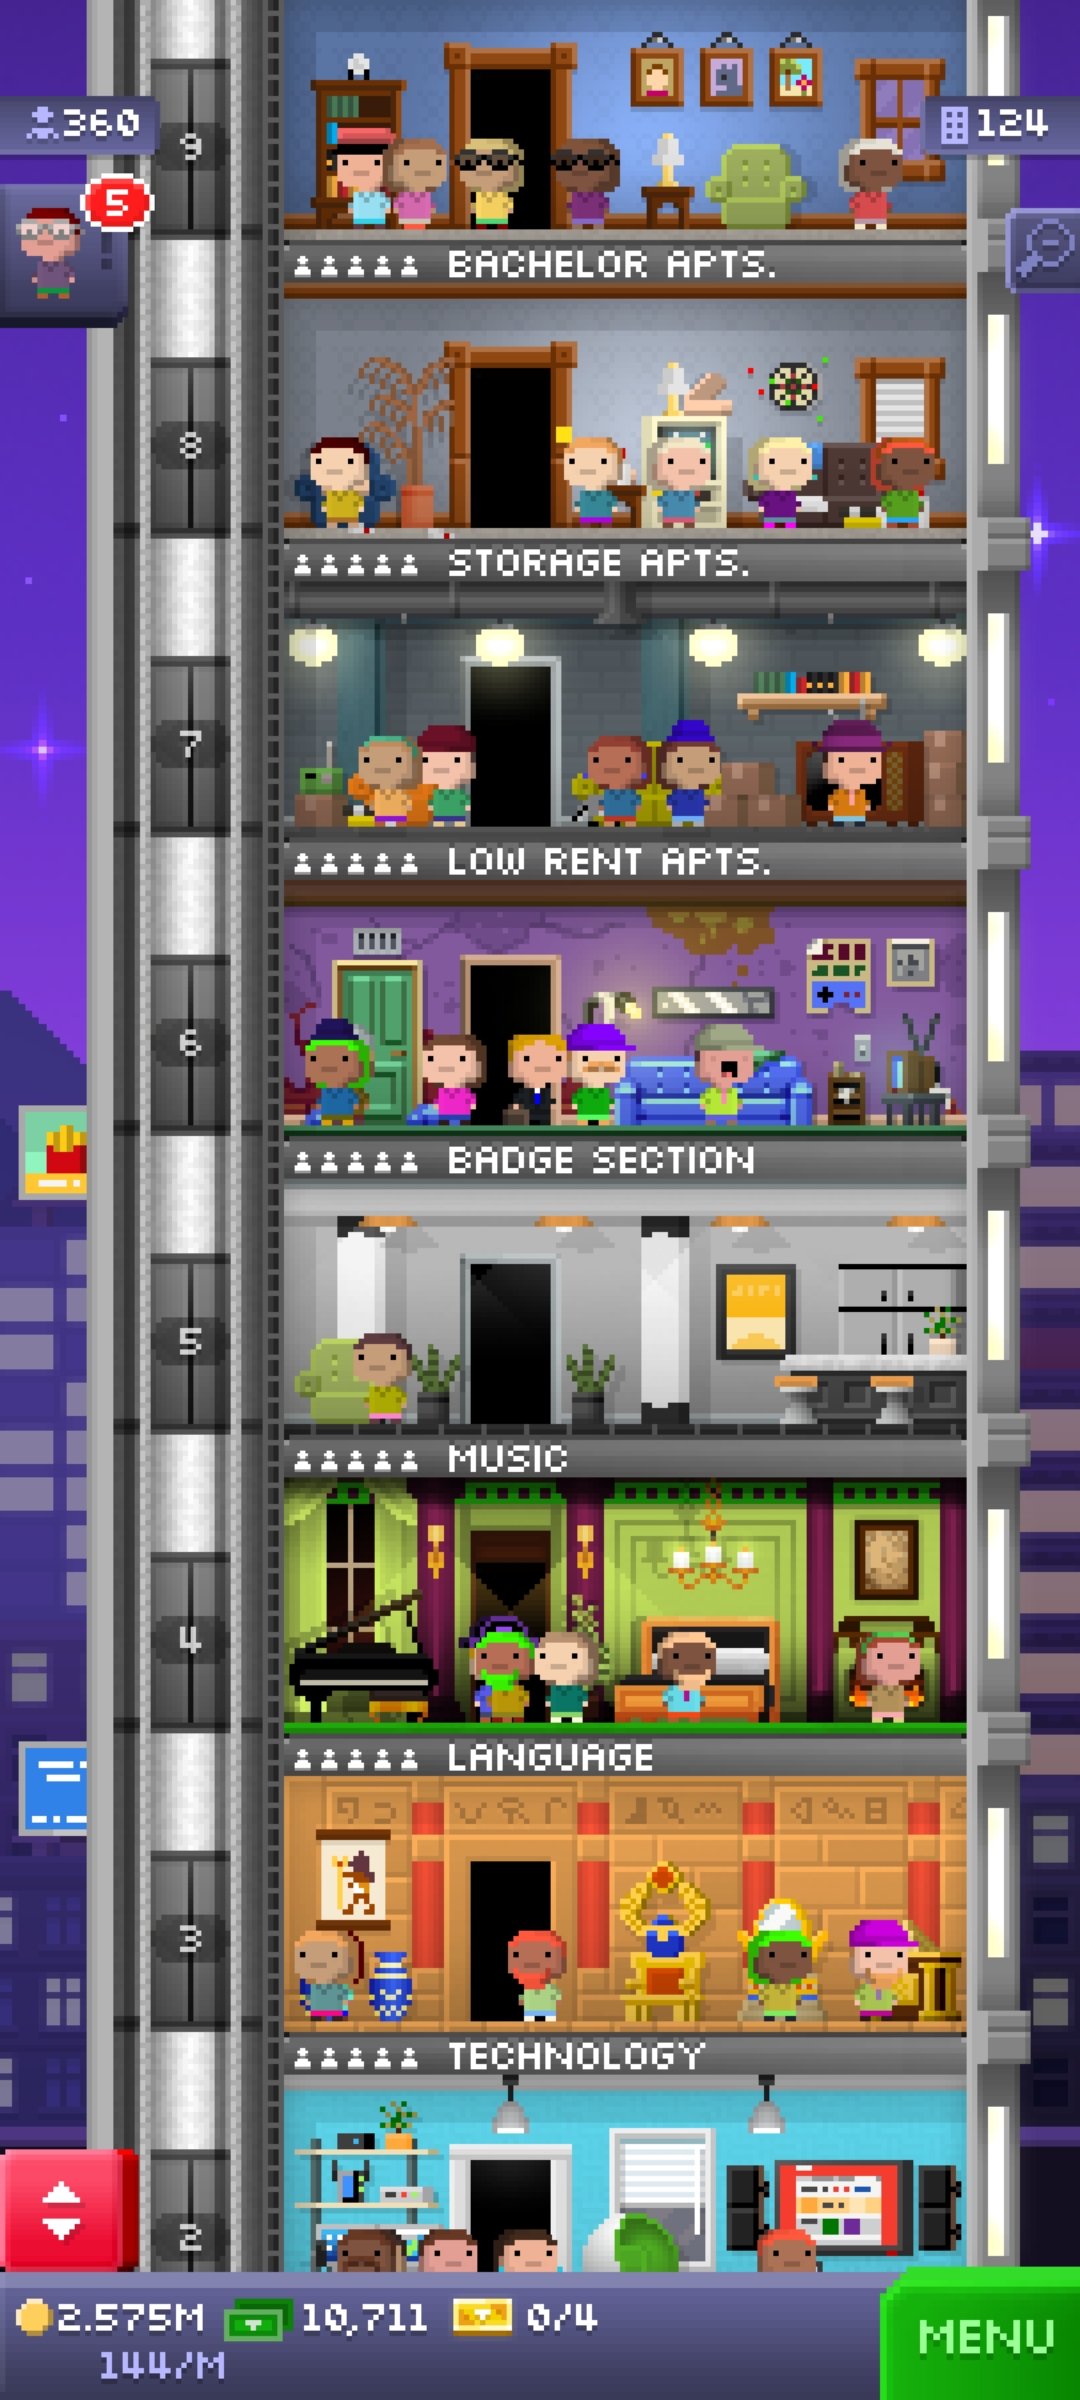 360
124
5
9
BACHELOR APTS.
8
STORAGE APTS.
7
LOW RENT APTS.
6
BADGE SECTION
5
MUSIC
4
LANGUAGE
3
TECHNOLOGY
2
2.575M 10,711 0/4
144/M
MENU